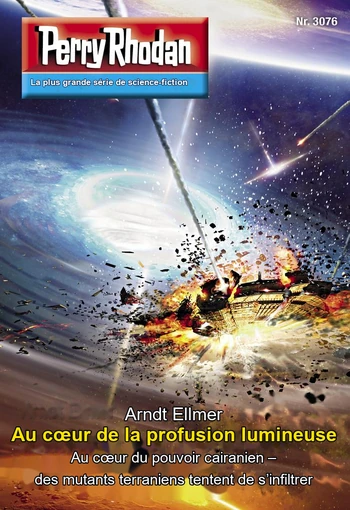 Nr. 3076
Perry Rhodan
La plus grande série de science-fiction
Arndt Ellmer
Au cœur de la profusion lumineuse
Au cœur du pouvoir cairanien –
des mutants terraniens tentent de s'infiltrer